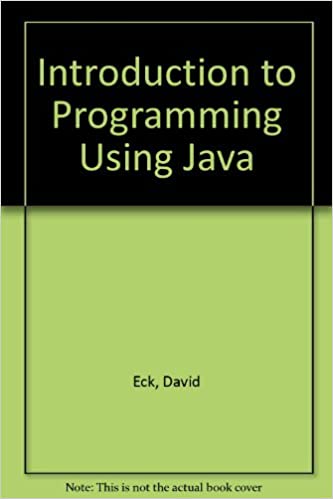 Introduction to
Programming
Using Java
Eck, David
Note: This is not the actual book cover